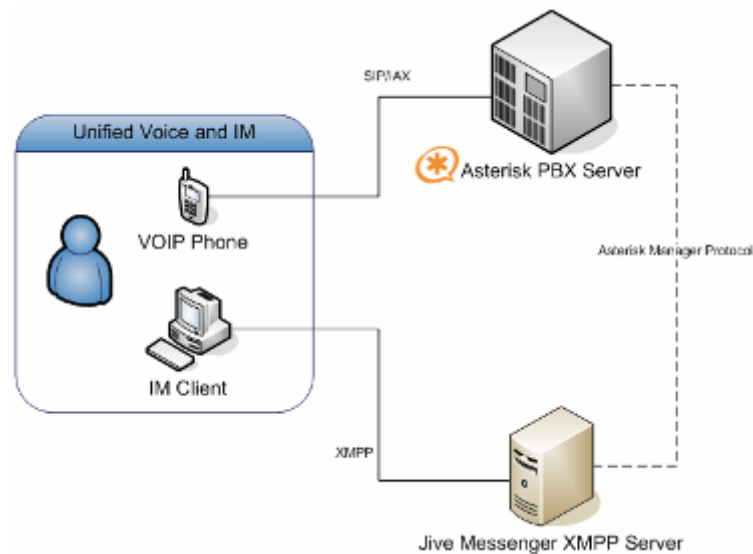 SIP/IAX
Unified Voice and IM
Asterisk PBX Server
VOIP Phone
Asterisk Manager Protocol
IM Client
XMPP
Jive Messenger XMPP Server